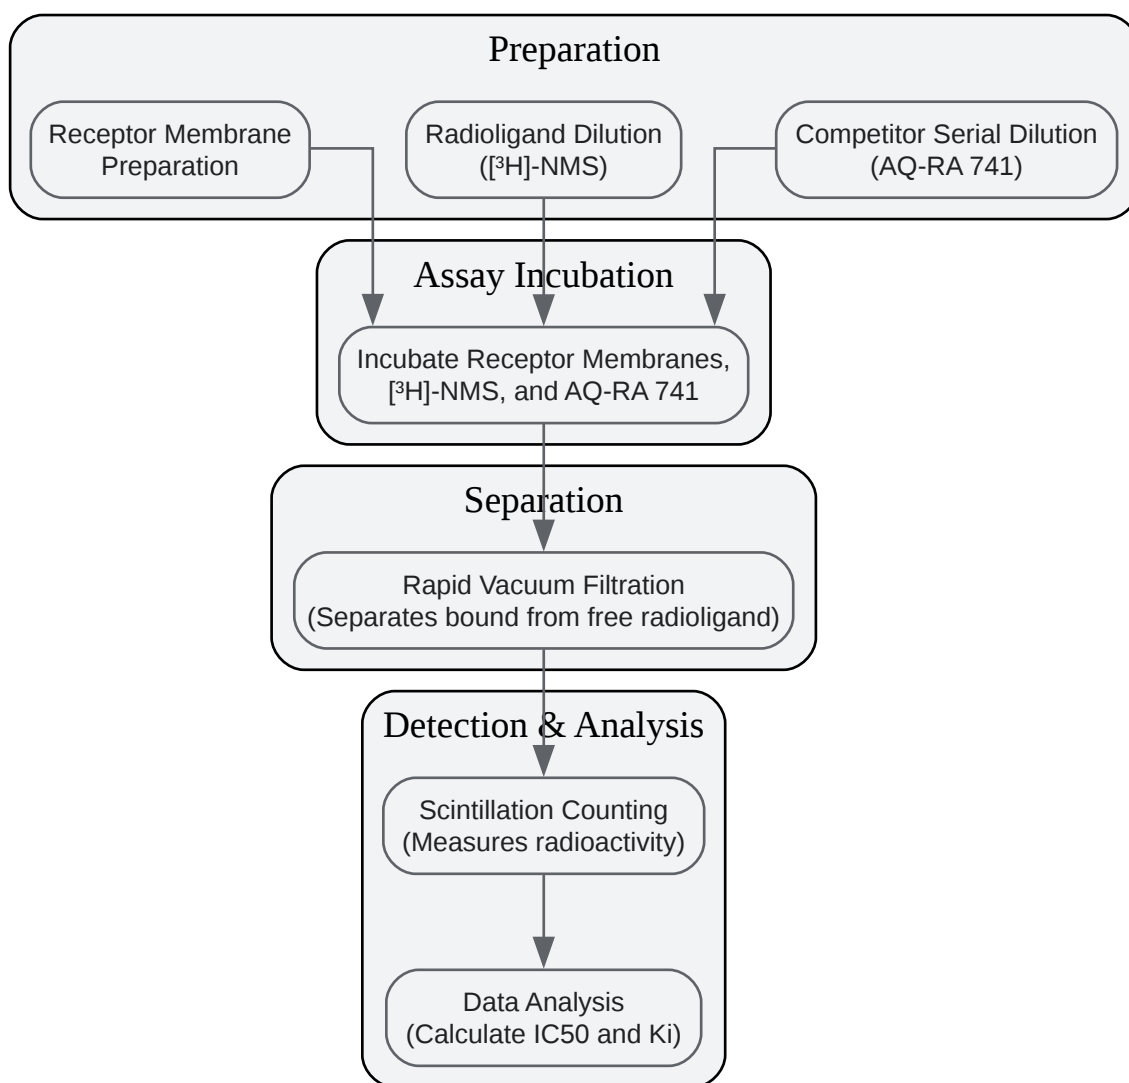 Preparation
Receptor Membrane
Preparation
Radioligand Dilution
([³H]-NMS)
Competitor Serial Dilution
(AQ-RA 741)
Assay Incubation
Incubate Receptor Membranes,
[³H]-NMS, and AQ-RA 741
Separation
Rapid Vacuum Filtration
(Separates bound from free radioligand)
Detection & Analysis
Scintillation Counting
(Measures radioactivity)
Data Analysis
(Calculate IC50 and Ki)